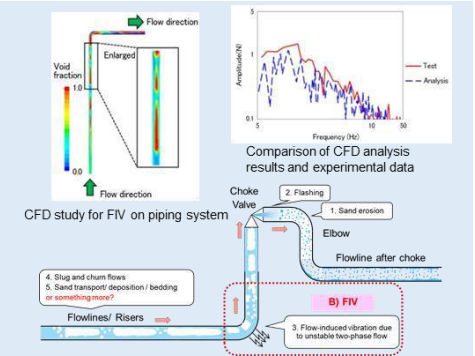 Flow direction
Void
fraction
Enlarged
1.0
0.0
Flow direction
CFD study for FIV on piping system
Amplitude(N)
5
1
0.1
5
10
50
Frequency (Hz)
Test
Analysis
Comparison of CFD analysis
results and experimental data
Choke
Valve
2. Flashing
1. Sand erosion
Elbow
Flowline after choke
4. Slug and churn flows
5. Sand transport/ deposition / bedding
or something more?
Flowlines/ Risers
B) FIV
3. Flow-induced vibration due
to unstable two-phase flow